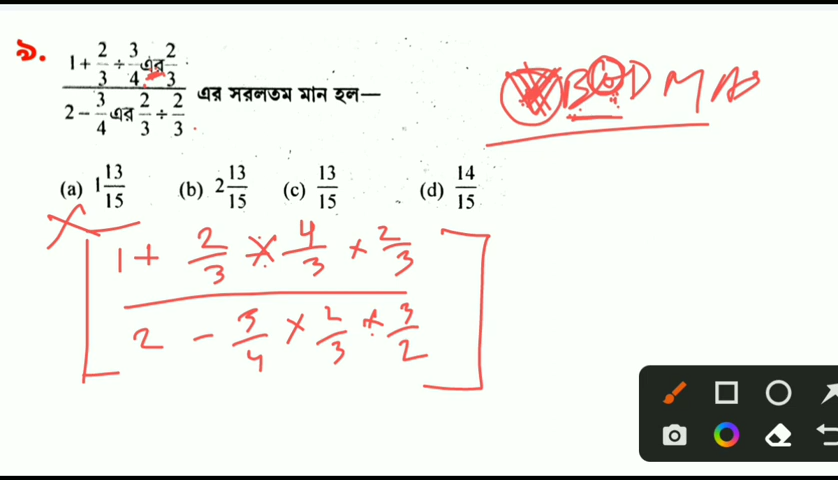 ৯.
1 + 2/3 ÷ 3/4 এর 2/3
2 − 3/4 এর 2/3 ÷ 2/3
এর সরলতম মান হল—
BODMAS
(a) 1 13/15 (b) 2 13/15 (c) 13/15 (d) 14/15
1 + 2/3 × 4/3 × 2/3
2 − 3/4 × 2/3 × 3/2